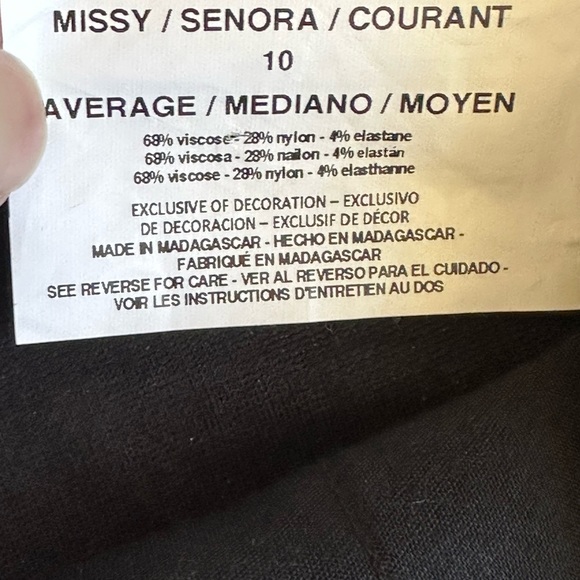 MISSY / SENORA / COURANT
10
AVERAGE / MEDIANO / MOYEN
68% viscose - 28% nylon - 4% elastane
68% viscosa - 28% nailon - 4% elastán
68% viscose - 28% nylon - 4% elasthanne
EXCLUSIVE OF DECORATION – EXCLUSIVO
DE DECORACION – EXCLUSIF DE DÉCOR
MADE IN MADAGASCAR - HECHO EN MADAGASCAR -
FABRIQUÉ EN MADAGASCAR
SEE REVERSE FOR CARE - VER AL REVERSO PARA EL CUIDADO -
VOIR LES INSTRUCTIONS D'ENTRETIEN AU DOS